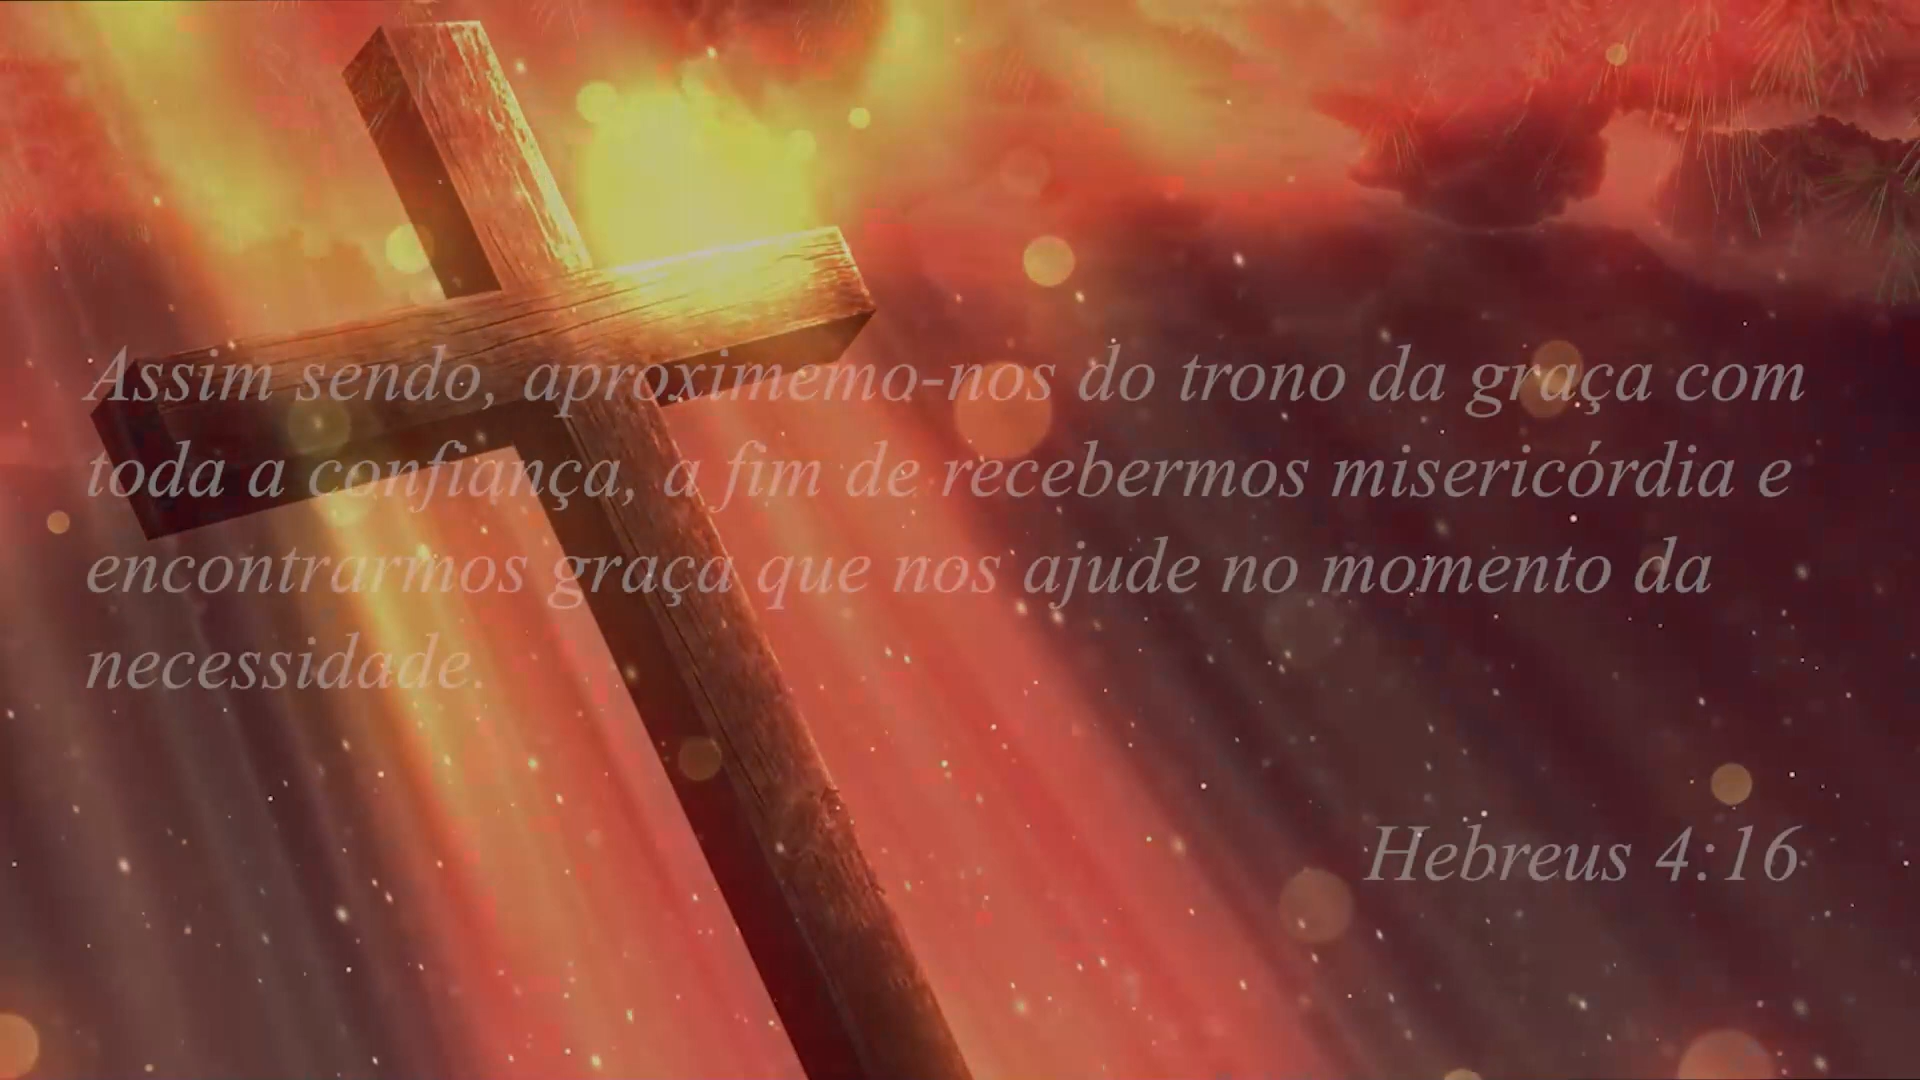 Assim sendo, aproximemo-nos do trono da graça com
toda a confiança, a fim de recebermos misericórdia e
encontrarmos graça que nos ajude no momento da
necessidade.
Hebreus 4:16